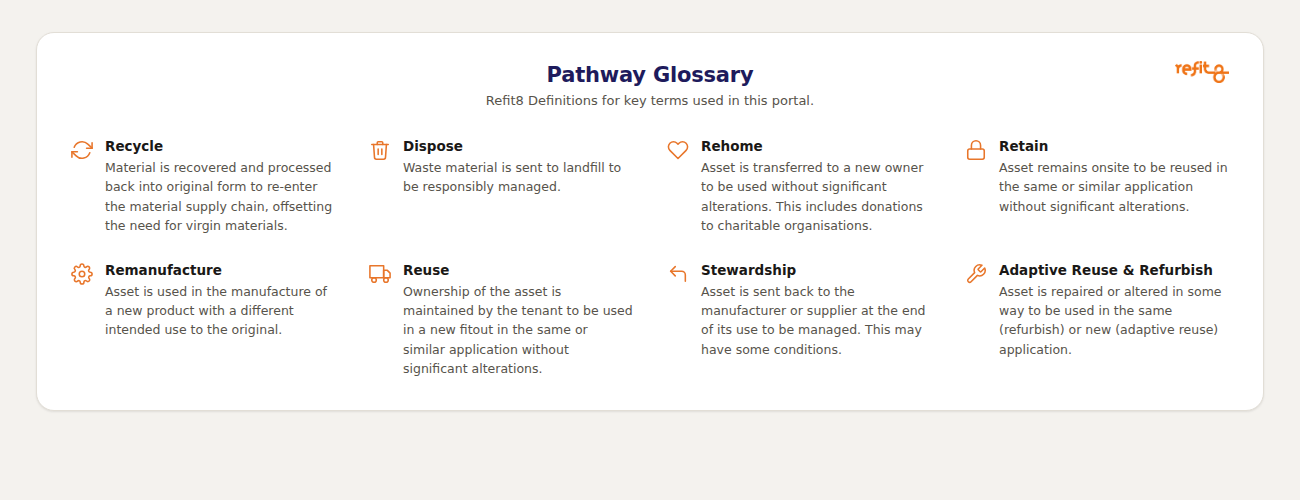 Pathway Glossary
refit8
Refit8 Definitions for key terms used in this portal.
Recycle
Material is recovered and processed
back into original form to re-enter
the material supply chain, offsetting
the need for virgin materials.
Dispose
Waste material is sent to landfill to
be responsibly managed.
Rehome
Asset is transferred to a new owner
to be used without significant
alterations. This includes donations
to charitable organisations.
Retain
Asset remains onsite to be reused in
the same or similar application
without significant alterations.
Remanufacture
Asset is used in the manufacture of
a new product with a different
intended use to the original.
Reuse
Ownership of the asset is
maintained by the tenant to be used
in a new fitout in the same or
similar application without
significant alterations.
Stewardship
Asset is sent back to the
manufacturer or supplier at the end
of its use to be managed. This may
have some conditions.
Adaptive Reuse & Refurbish
Asset is repaired or altered in some
way to be used in the same
(refurbish) or new (adaptive reuse)
application.